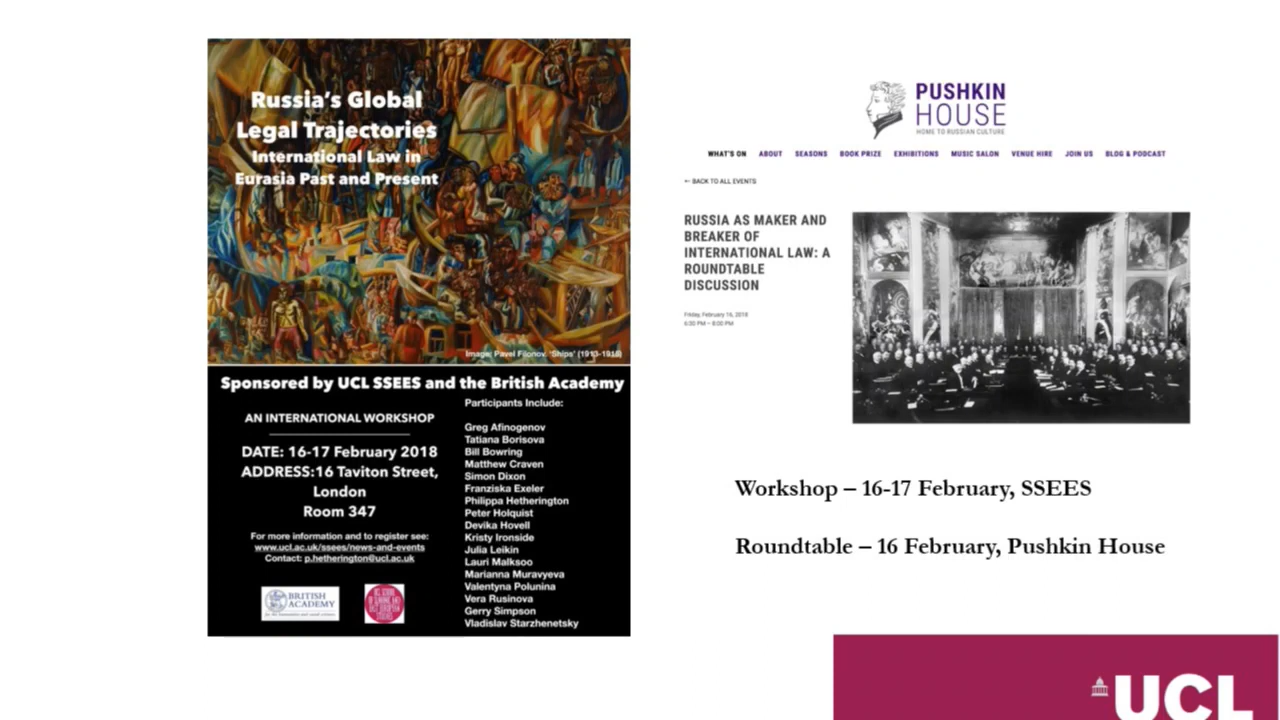 Russia's Global
Legal Trajectories
International Law in
Eurasia Past and Present
Image: Pavel Filonov. 'Ships' (1913-1915)
Sponsored by UCL SSEES and the British Academy
AN INTERNATIONAL WORKSHOP
DATE: 16-17 February 2018
ADDRESS:16 Taviton Street,
London
Room 347
For more information and to register see:
www.ucl.ac.uk/ssees/news-and-events
Contact: p.hetherington@ucl.ac.uk
BRITISH
ACADEMY
Participants Include:
Greg Afinogenov
Tatiana Borisova
Bill Bowring
Matthew Craven
Simon Dixon
Franziska Exeler
Philippa Hetherington
Peter Holquist
Devika Hovell
Kristy Ironside
Julia Leikin
Lauri Malksoo
Marianna Muravyeva
Valentyna Polunina
Vera Rusinova
Gerry Simpson
Vladislav Starzhenetsky
PUSHKIN
HOUSE
HOME TO RUSSIAN CULTURE
WHAT'S ON ABOUT SEASONS BOOK PRIZE EXHIBITIONS MUSIC SALON VENUE HIRE JOIN US BLOG & PODCAST
← BACK TO ALL EVENTS
RUSSIA AS MAKER AND
BREAKER OF
INTERNATIONAL LAW: A
ROUNDTABLE
DISCUSSION
Friday, February 16, 2018
6:30 PM – 8:00 PM
Workshop – 16-17 February, SSEES
Roundtable – 16 February, Pushkin House
UCL